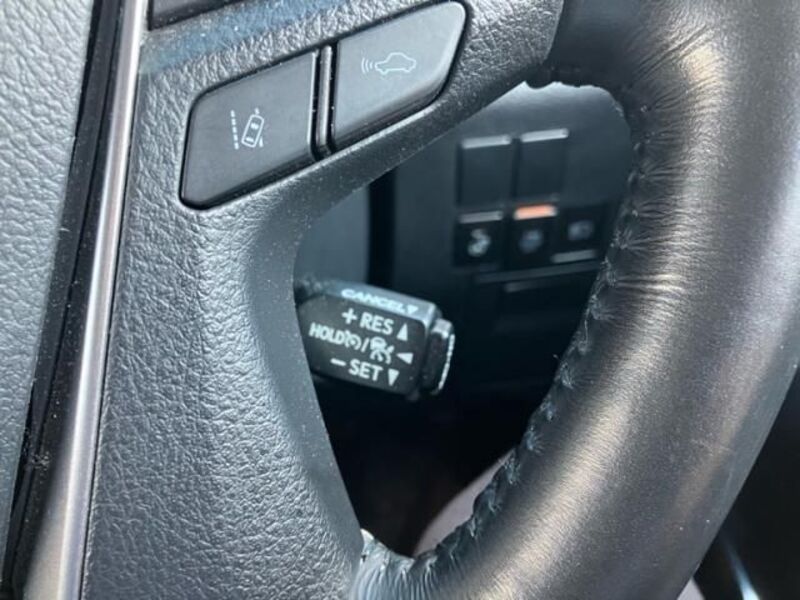 CANCEL
+ RES
HOLD /
− SET